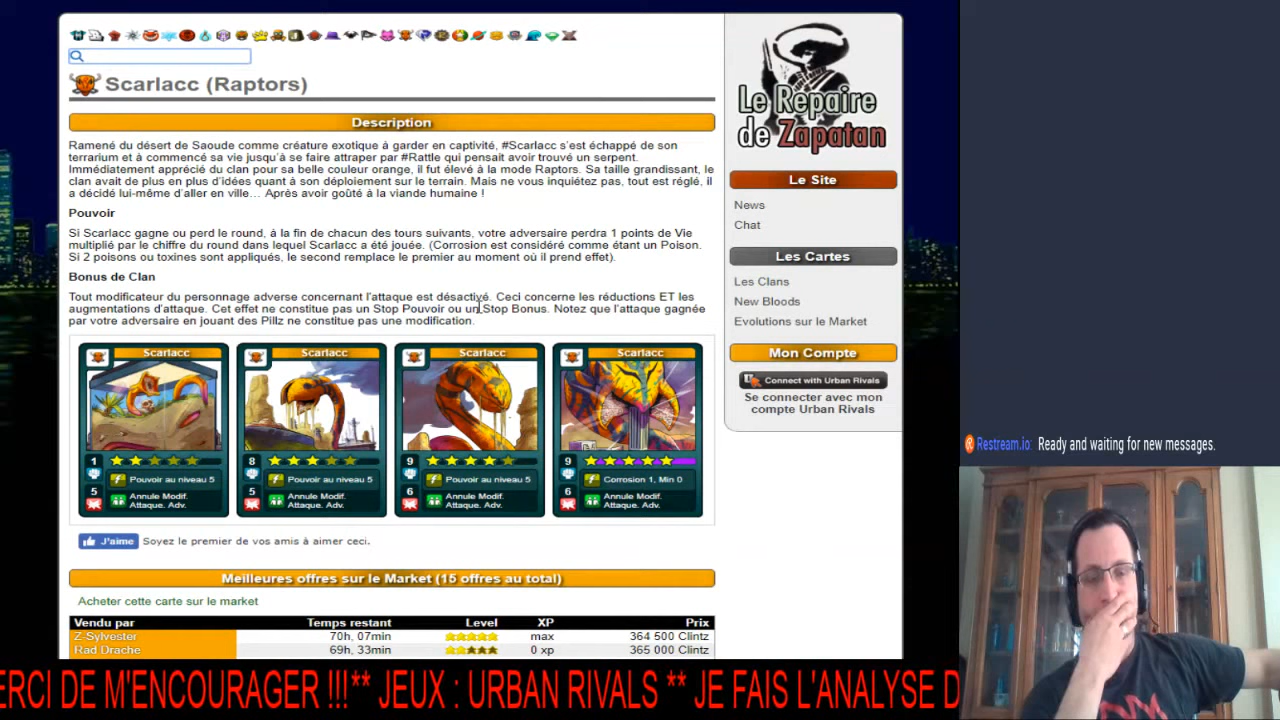 Scarlacc (Raptors)
Description
Ramené du désert de Saoude comme créature exotique à garder en captivité, #Scarlacc s'est échappé de son
terrarium et à commencé sa vie jusqu'à se faire attraper par #Rattle qui pensait avoir trouvé un serpent.
Immédiatement apprécié du clan pour sa belle couleur orange, il fut élevé à la mode Raptors. Sa taille grandissant, le
clan avait de plus en plus d'idées quant à son déploiement sur le terrain. Mais ne vous inquiétez pas, tout est réglé, il
a décidé lui-même d'aller en ville... Après avoir goûté à la viande humaine !
Pouvoir
Si Scarlacc gagne ou perd le round, à la fin de chacun des tours suivants, votre adversaire perdra 1 points de Vie
multiplié par le chiffre du round dans lequel Scarlacc a été jouée. (Corrosion est considéré comme étant un Poison.
Si 2 poisons ou toxines sont appliqués, le second remplace le premier au moment où il prend effet).
Bonus de Clan
Tout modificateur du personnage adverse concernant l'attaque est désactivé. Ceci concerne les réductions ET les
augmentations d'attaque. Cet effet ne constitue pas un Stop Pouvoir ou un Stop Bonus. Notez que l'attaque gagnée
par votre adversaire en jouant des Pillz ne constitue pas une modification.
Scarlacc
1
5
Pouvoir au niveau 5
Annule Modif.
Attaque. Adv.
Scarlacc
8
5
Pouvoir au niveau 5
Annule Modif.
Attaque. Adv.
Scarlacc
9
6
Pouvoir au niveau 5
Annule Modif.
Attaque. Adv.
Scarlacc
9
6
Corrosion 1, Min 0
Annule Modif.
Attaque. Adv.
J'aime Soyez le premier de vos amis à aimer ceci.
Meilleures offres sur le Market (15 offres au total)
Acheter cette carte sur le market
Vendu par Temps restant Level XP Prix
Z-Sylvester 70h, 07min max 364 500 Clintz
Rad Drache 69h, 33min 0 xp 365 000 Clintz
Le Repaire
de Zapatan
Le Site
News
Chat
Les Cartes
Les Clans
New Bloods
Evolutions sur le Market
Mon Compte
Connect with Urban Rivals
Se connecter avec mon
compte Urban Rivals
Restream.io: Ready and waiting for new messages.
ERCI DE M'ENCOURAGER !!!** JEUX : URBAN RIVALS ** JE FAIS L'ANALYSE D